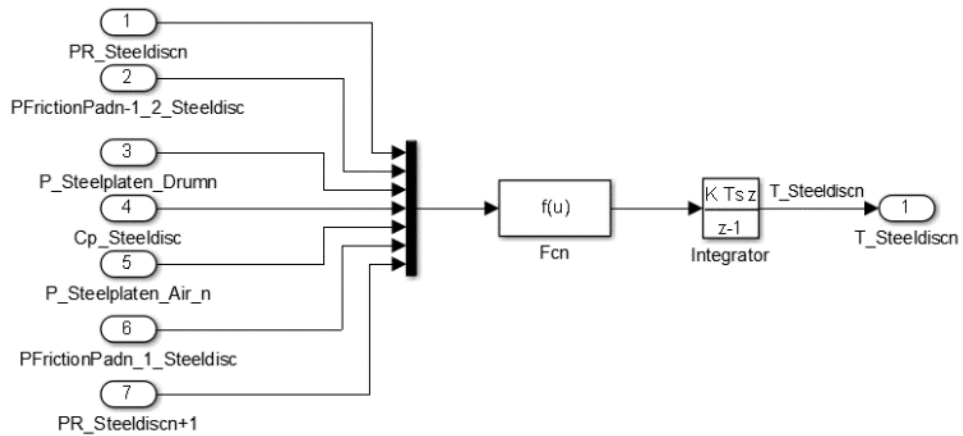 1
PR_Steeldiscn
2
PFrictionPadn-1_2_Steeldisc
3
P_Steelplaten_Drumn
4
Cp_Steeldisc
5
P_Steelplaten_Air_n
6
PFrictionPadn_1_Steeldisc
7
PR_Steeldiscn+1
f(u)
Fcn
K Ts z
z-1
Integrator
T_Steeldiscn
1
T_Steeldiscn